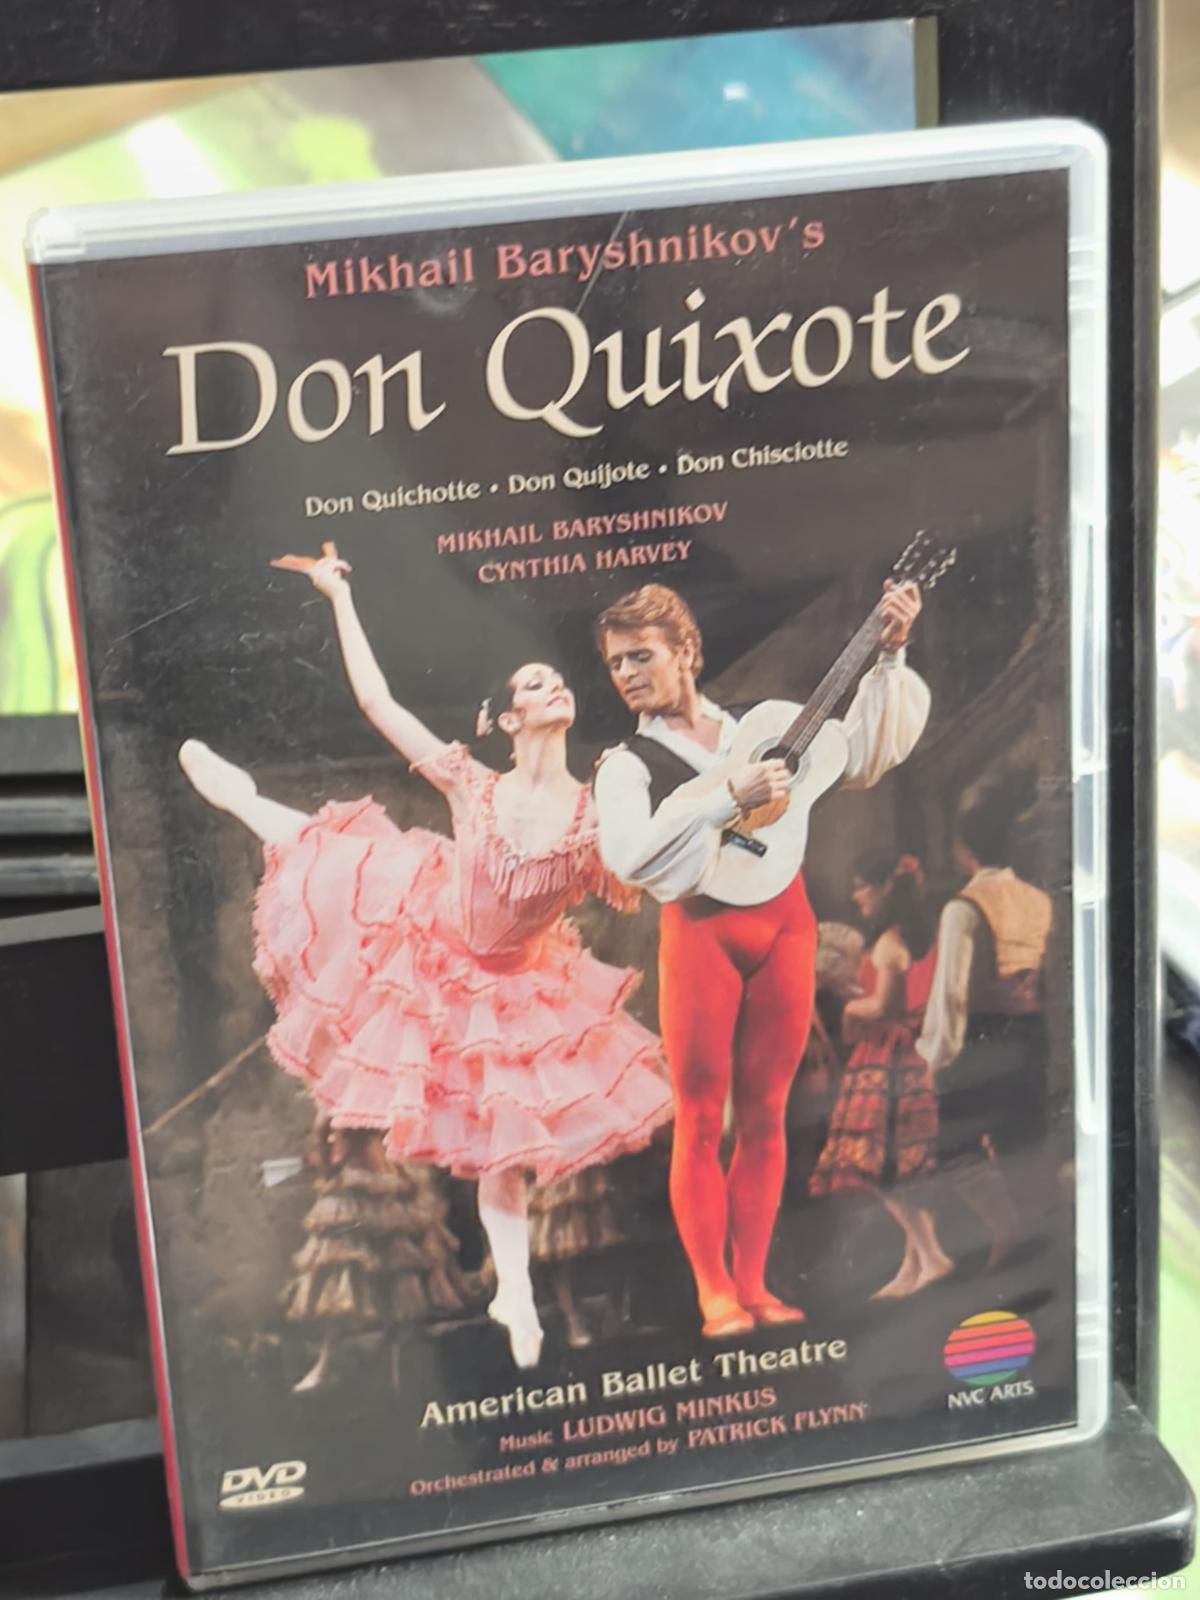 Mikhail Baryshnikov's
Don Quixote
Don Quichotte • Don Quijote • Don Chisciotte
MIKHAIL BARYSHNIKOV
CYNTHIA HARVEY
American Ballet Theatre
Music LUDWIG MINKUS
Orchestrated & arranged by PATRICK FLYNN
NVC ARTS
DVD
VIDEO
todocoleccion